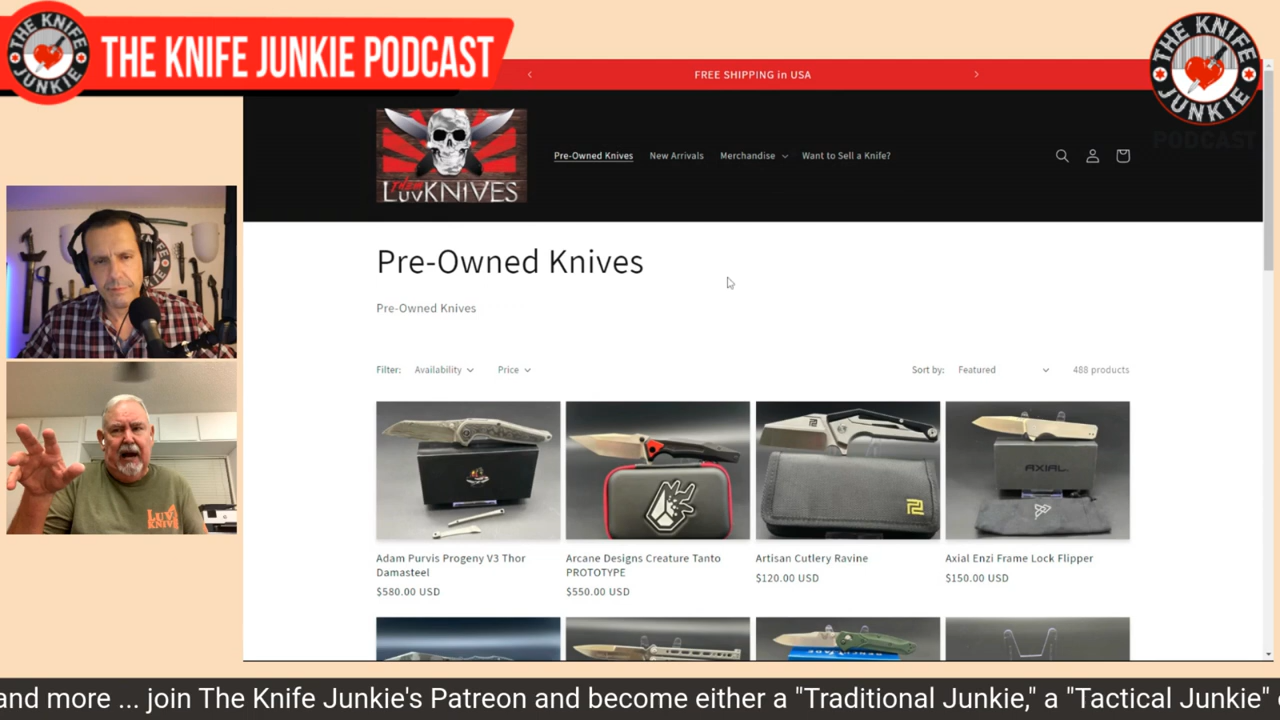 THE KNIFE JUNKIE
THE KNIFE JUNKIE PODCAST
THE KNIFE JUNKIE
PODCAST
FREE SHIPPING in USA
LUVKNIVES
Pre-Owned Knives
New Arrivals
Merchandise
Want to Sell a Knife?
Pre-Owned Knives
Pre-Owned Knives
Filter:
Availability
Price
Sort by:
Featured
488 products
AXIAL
LUV
KNIVES
Adam Purvis Progeny V3 Thor
Damasteel
$580.00 USD
Arcane Designs Creature Tanto
PROTOTYPE
$550.00 USD
Artisan Cutlery Ravine
$120.00 USD
Axial Enzi Frame Lock Flipper
$150.00 USD
and more ... join The Knife Junkie's Patreon and become either a "Traditional Junkie," a "Tactical Junkie"